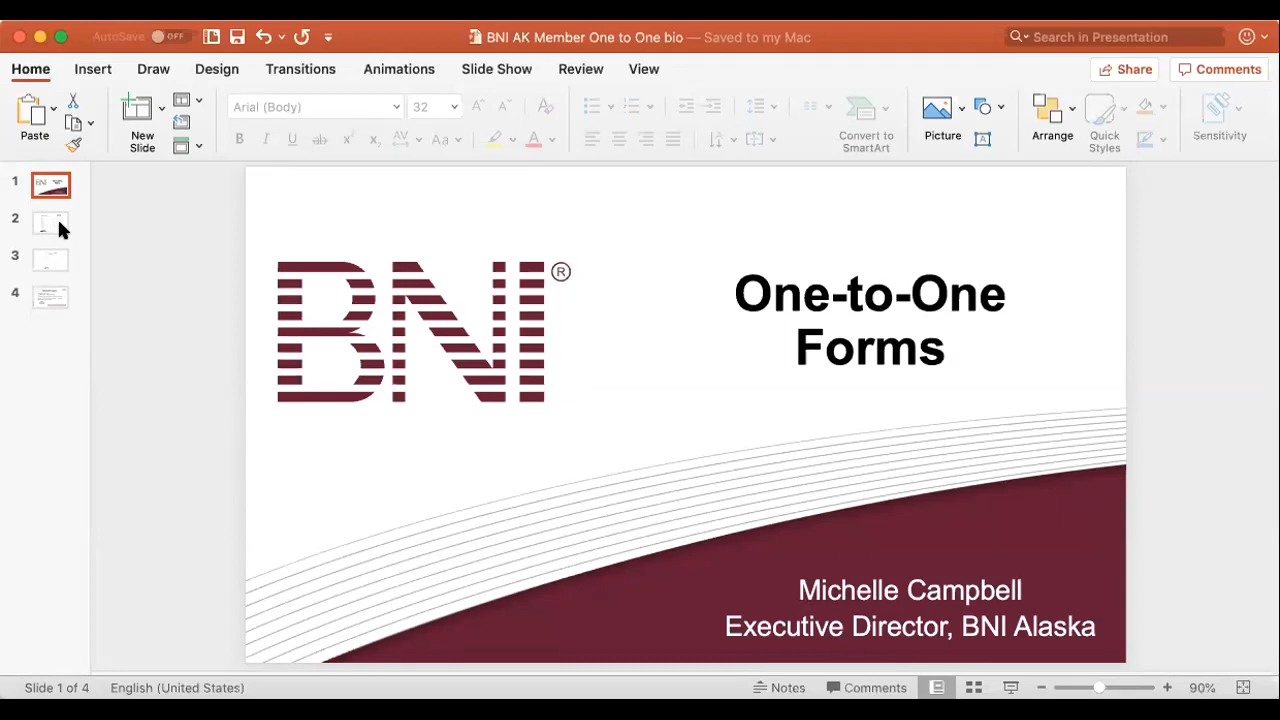 AutoSave OFF
BNI AK Member One to One bio — Saved to my Mac
Search in Presentation
Home Insert Draw Design Transitions Animations Slide Show Review View
Share Comments
Paste
New Slide
Arial (Body) 32
Convert to SmartArt
Picture
Arrange
Quick Styles
Sensitivity
1
2
3
4
BNI®
One-to-One
Forms
Michelle Campbell
Executive Director, BNI Alaska
Slide 1 of 4 English (United States) Notes Comments 90%